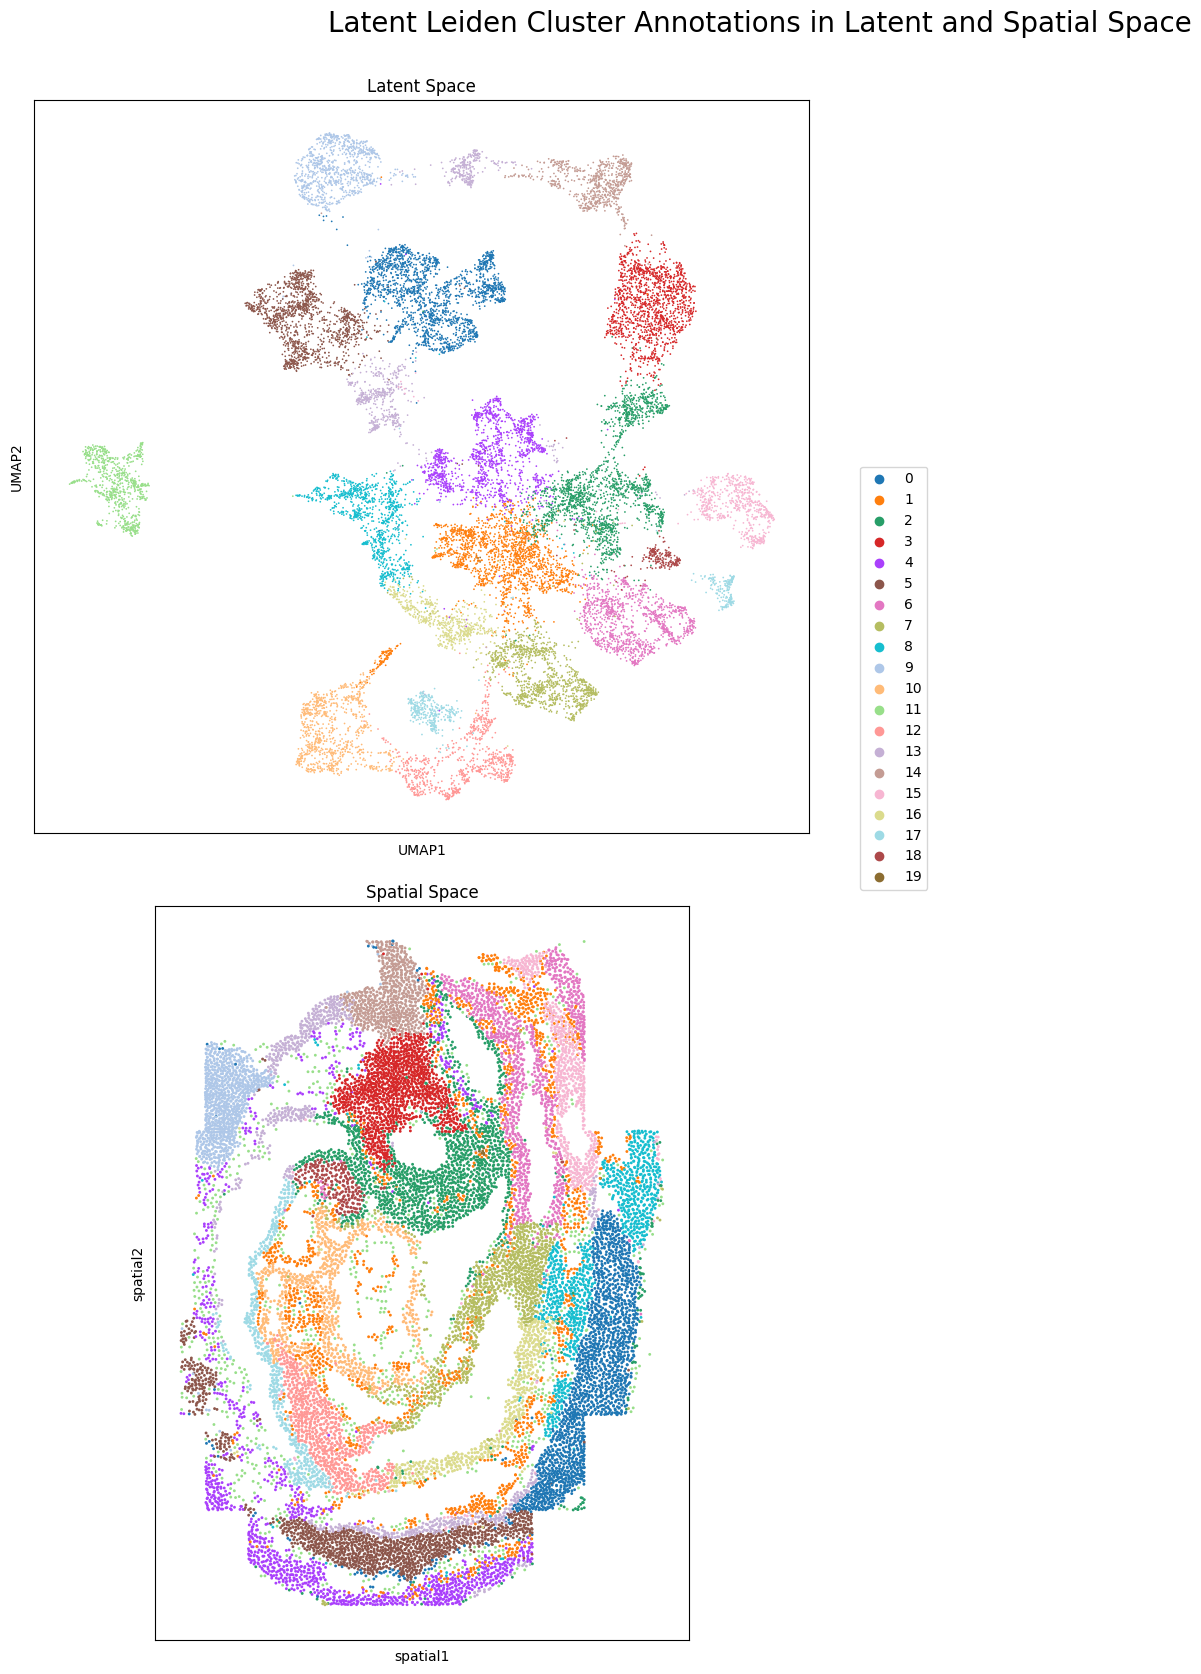 Latent Leiden Cluster Annotations in Latent and Spatial Space
Latent Space
UMAP2
UMAP1
0
1
2
3
4
5
6
7
8
9
10
11
12
13
14
15
16
17
18
19
Spatial Space
spatial2
spatial1